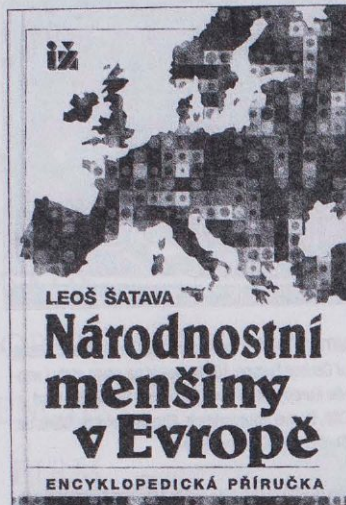 iž
LEOŠ ŠATAVA
Národnostní
menšiny
v Evropě
ENCYKLOPEDICKÁ PŘÍRUČKA